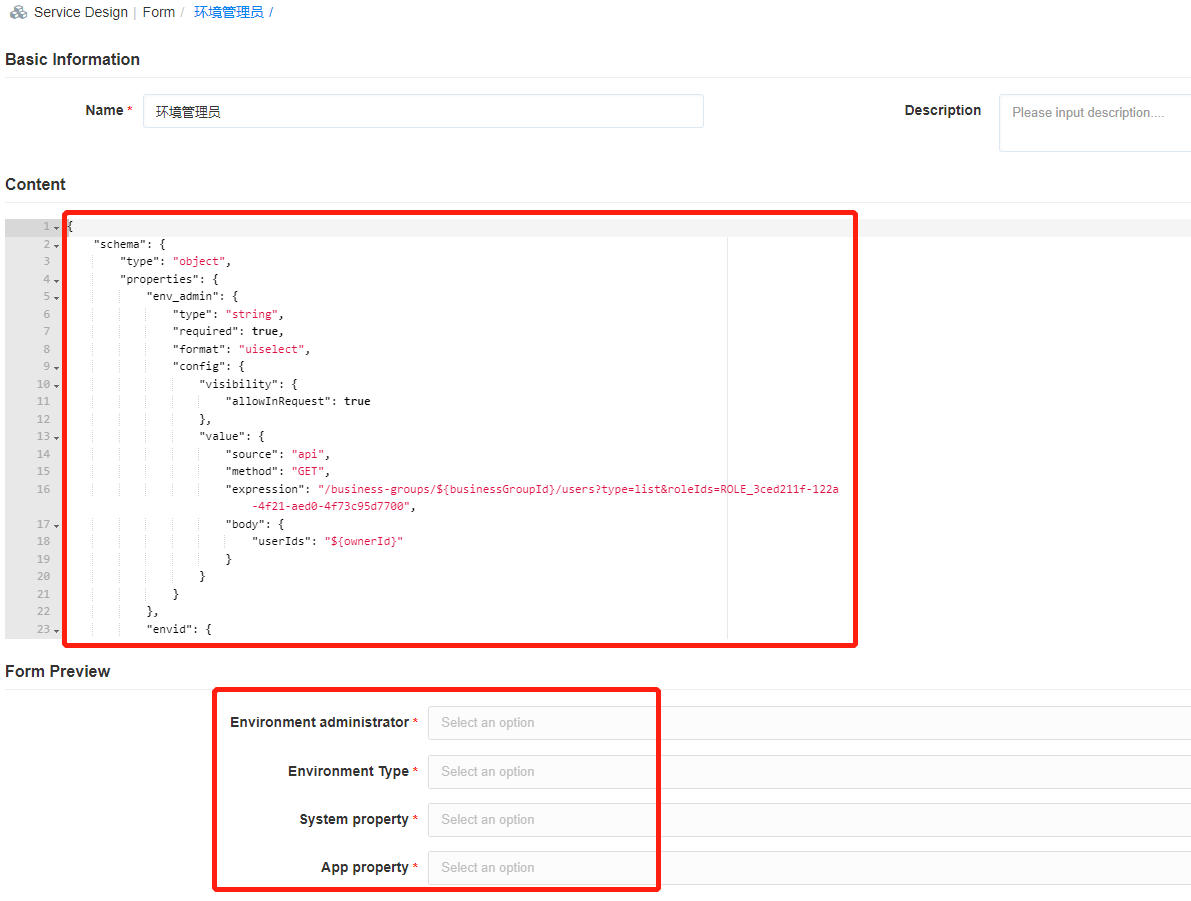 Service Design | Form / 环境管理员 /
Basic Information
Name * 环境管理员 Description Please input description....
Content
1 {
2 "schema": {
3 "type": "object",
4 "properties": {
5 "env_admin": {
6 "type": "string",
7 "required": true,
8 "format": "uiselect",
9 "config": {
10 "visibility": {
11 "allowInRequest": true
12 },
13 "value": {
14 "source": "api",
15 "method": "GET",
16 "expression": "/business-groups/${businessGroupId}/users?type=list&roleIds=ROLE_3ced211f-122a
-4f21-aed0-4f73c95d7700",
17 "body": {
18 "userIds": "${ownerId}"
19 }
20 }
21 }
22 },
23 "envid": {
Form Preview
Environment administrator * Select an option
Environment Type * Select an option
System property * Select an option
App property * Select an option